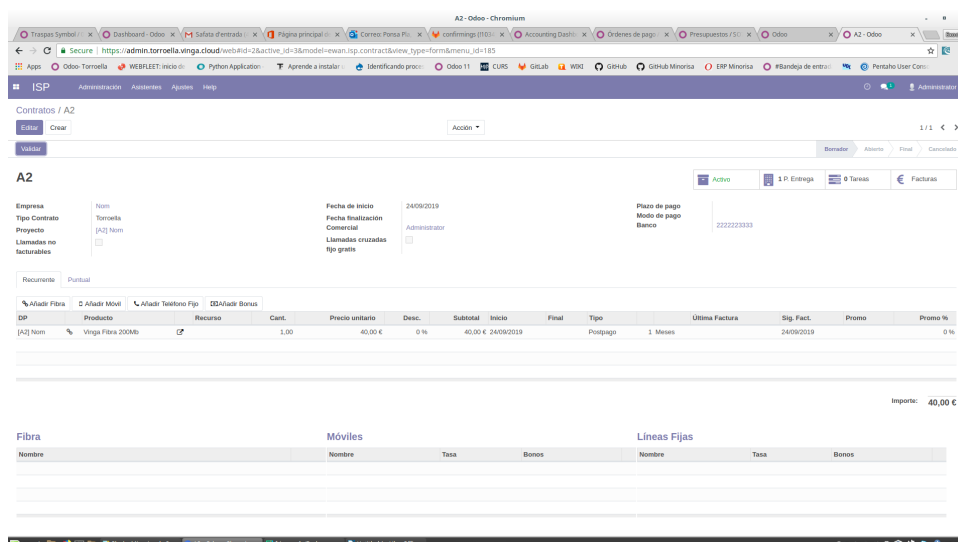 A2 - Odoo - Chromium
Traspas Symbol / Dashboard - Odoo Safata d'entrada Página principal de Correo: Ponsa Pla, confirmings Accounting Dashb Órdenes de pago Presupuestos / SO Odoo A2 - Odoo
Secure https://admin.torroella.vinga.cloud/web#id=2&active_id=3&model=ewan.isp.contract&view_type=form&menu_id=185
Apps Odoo- Torroella WEBFLEET: inicio de Python Application Aprende a instalar Identificando proce Odoo 11 CURS GitLab WIKI GitHub GitHub Minorisa ERP Minorisa #Bandeja de entrad Pentaho User Cons
ISP Administración Asistentes Ajustes Help Administrator
Contratos / A2
Editar Crear Acción 1 / 1
Validar Borrador Abierto Final Cancelado
A2 Activo 1 P. Entrega 0 Tareas Facturas
Empresa Nom Fecha de inicio 24/09/2019 Plazo de pago
Tipo Contrato Torroella Fecha finalización Modo de pago
Proyecto [A2] Nom Comercial Administrator Banco 2222223333
Llamadas no facturables Llamadas cruzadas fijo gratis
Recurrente Puntual
Añadir Fibra Añadir Móvil Añadir Teléfono Fijo Añadir Bonus
DP Producto Recurso Cant. Precio unitario Desc. Subtotal Inicio Final Tipo Última Factura Sig. Fact. Promo Promo %
[A2] Nom Vinga Fibra 200Mb 1,00 40,00 € 0 % 40,00 € 24/09/2019 Postpago 1 Meses 24/09/2019 0 %
Importe: 40,00 €
Fibra Móviles Líneas Fijas
Nombre Nombre Tasa Bonos Nombre Tasa Bonos